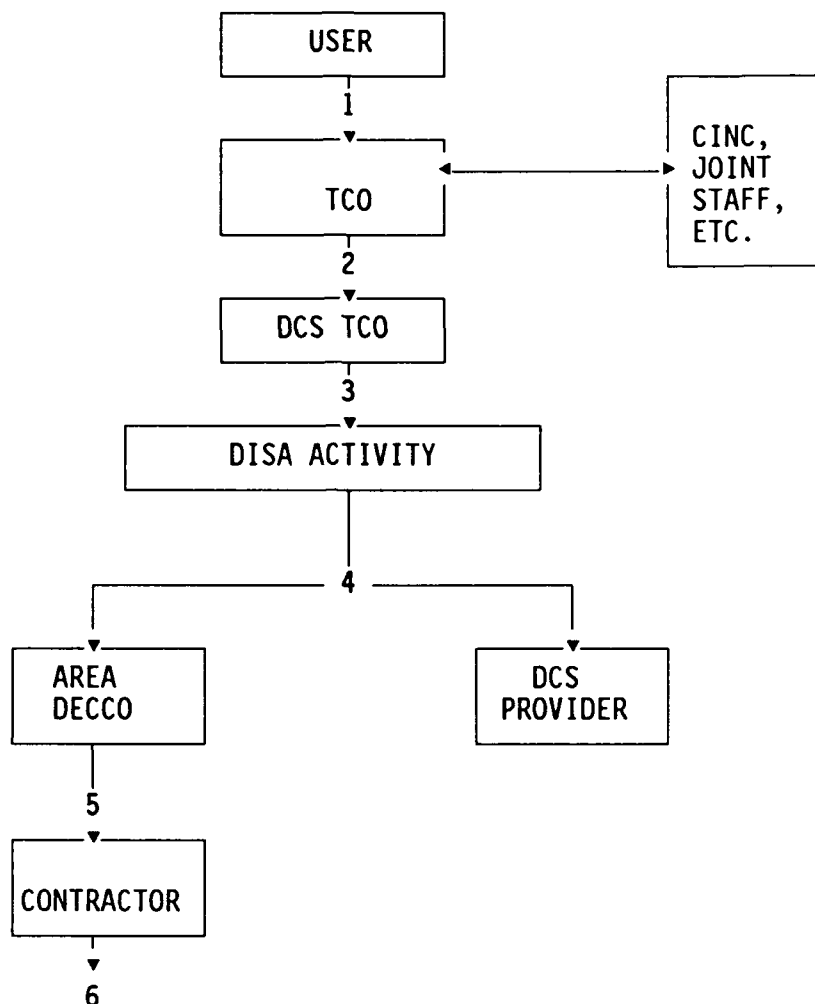 USER
1
TCO
CINC,
JOINT
STAFF,
ETC.
2
DCS TCO
3
DISA ACTIVITY
4
AREA
DECCO
DCS
PROVIDER
5
CONTRACTOR
6